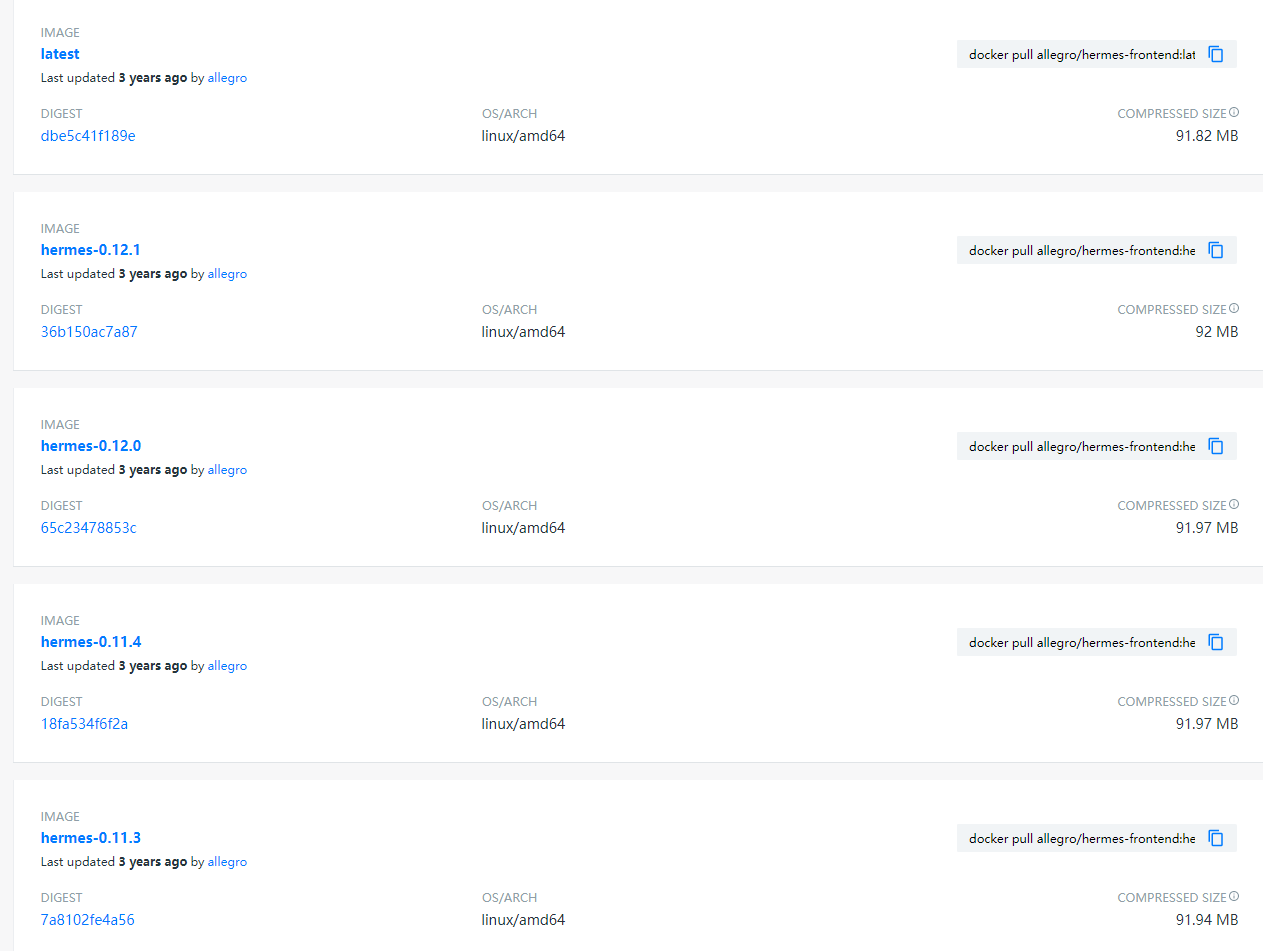 IMAGE
latest
Last updated 3 years ago by allegro
docker pull allegro/hermes-frontend:lat
DIGEST OS/ARCH COMPRESSED SIZE
dbe5c41f189e linux/amd64 91.82 MB
IMAGE
hermes-0.12.1
Last updated 3 years ago by allegro
docker pull allegro/hermes-frontend:he
DIGEST OS/ARCH COMPRESSED SIZE
36b150ac7a87 linux/amd64 92 MB
IMAGE
hermes-0.12.0
Last updated 3 years ago by allegro
docker pull allegro/hermes-frontend:he
DIGEST OS/ARCH COMPRESSED SIZE
65c23478853c linux/amd64 91.97 MB
IMAGE
hermes-0.11.4
Last updated 3 years ago by allegro
docker pull allegro/hermes-frontend:he
DIGEST OS/ARCH COMPRESSED SIZE
18fa534f6f2a linux/amd64 91.97 MB
IMAGE
hermes-0.11.3
Last updated 3 years ago by allegro
docker pull allegro/hermes-frontend:he
DIGEST OS/ARCH COMPRESSED SIZE
7a8102fe4a56 linux/amd64 91.94 MB